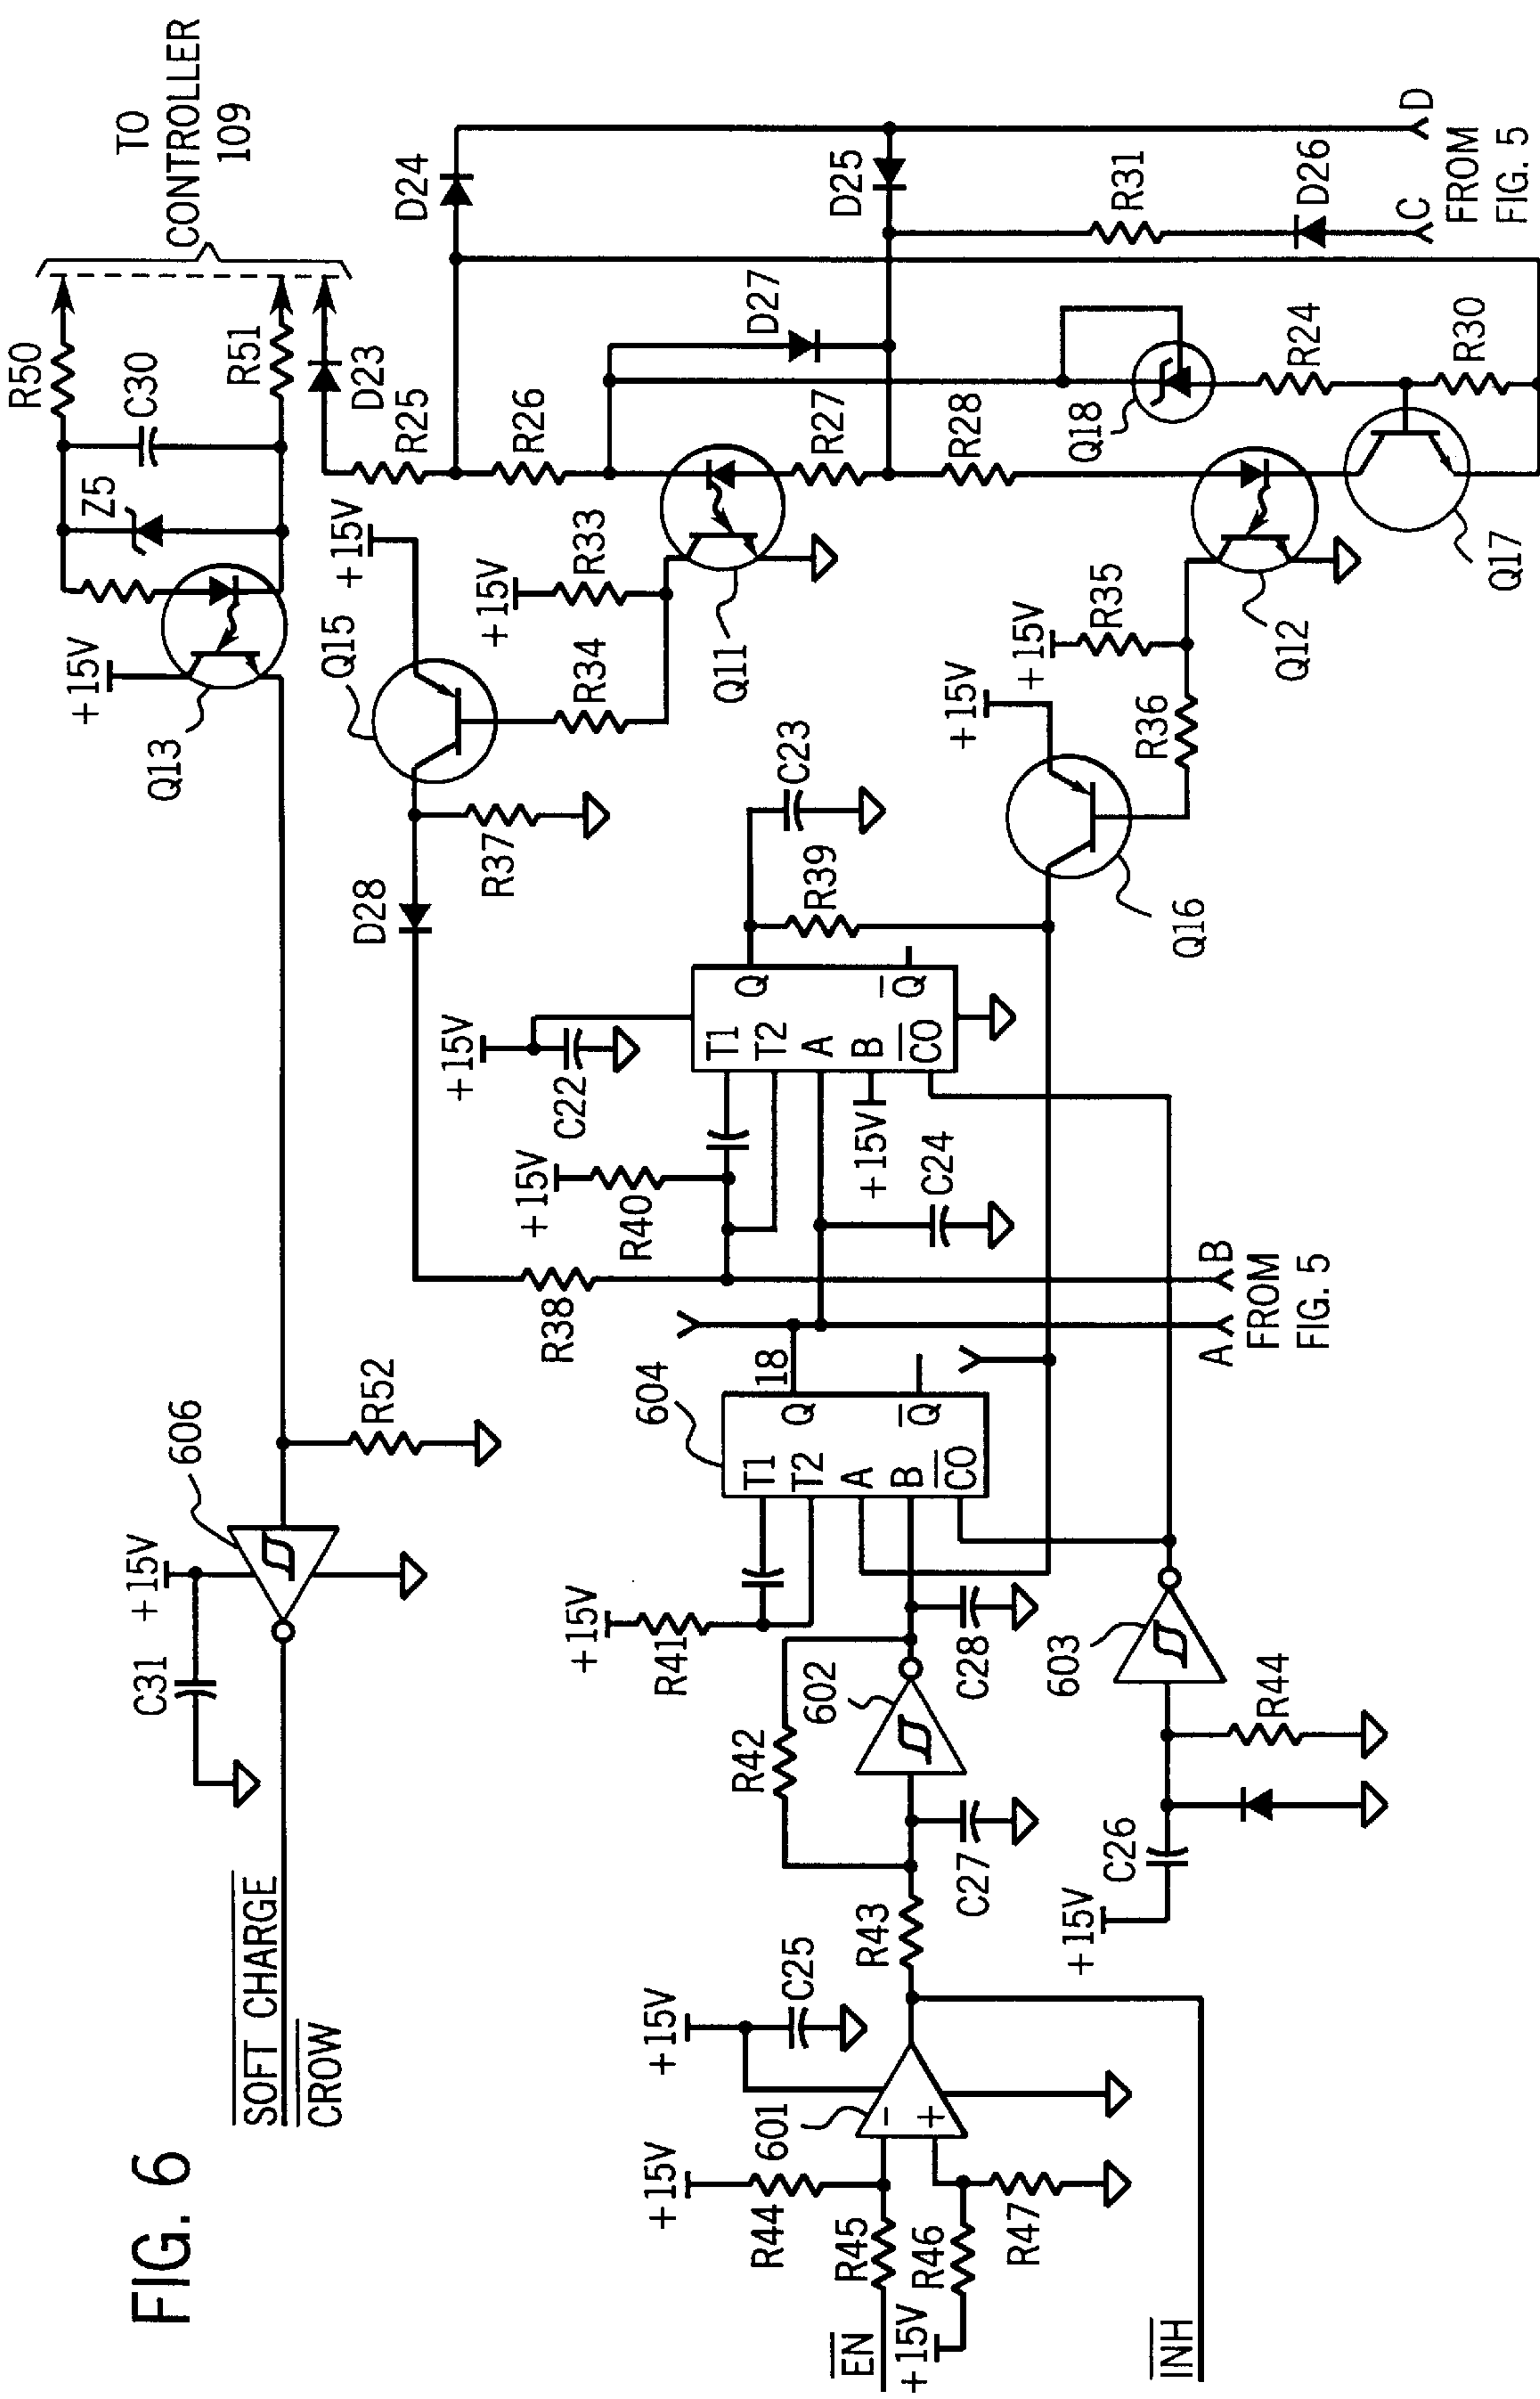 FIG. 6
SOFT CHARGE
CROW
C31
+15V
606
R52
Q13
+15V
Z5
C30
R50
R51
TO
CONTROLLER
109
D23
R25
D24
R26
Q15
+15V
+15V
R33
R34
Q11
D27
R27
D25
R28
R31
D26
C
D
FROM
FIG. 5
Q18
R24
R30
Q17
Q12
+15V
R35
R36
+15V
Q16
D28
R37
C23
R39
+15V
C22
T1
T2
A
B
CO
Q
Q
+15V
R40
R38
+15V
C24
A
B
FROM
FIG. 5
604
18
T1
T2
A
B
CO
Q
Q
+15V
R41
R42
602
C28
603
R44
C26
+15V
C27
R43
+15V
C25
601
−
+
+15V
R44
R45
EN
R46
+15V
R47
INH